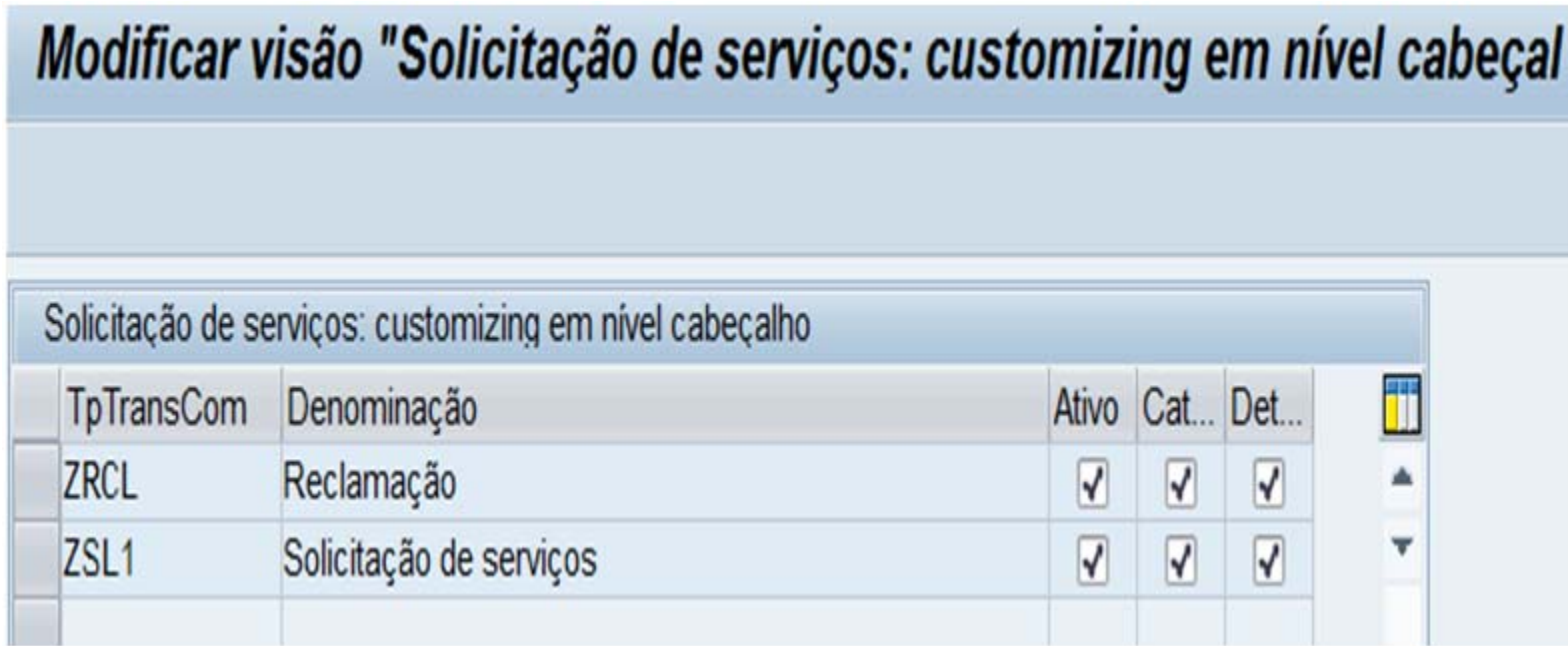 Modificar visão "Solicitação de serviços: customizing em nível cabeçal
Solicitação de serviços: customizing em nível cabeçalho
TpTransCom Denominação Ativo Cat... Det...
ZRCL Reclamação
ZSL1 Solicitação de serviços